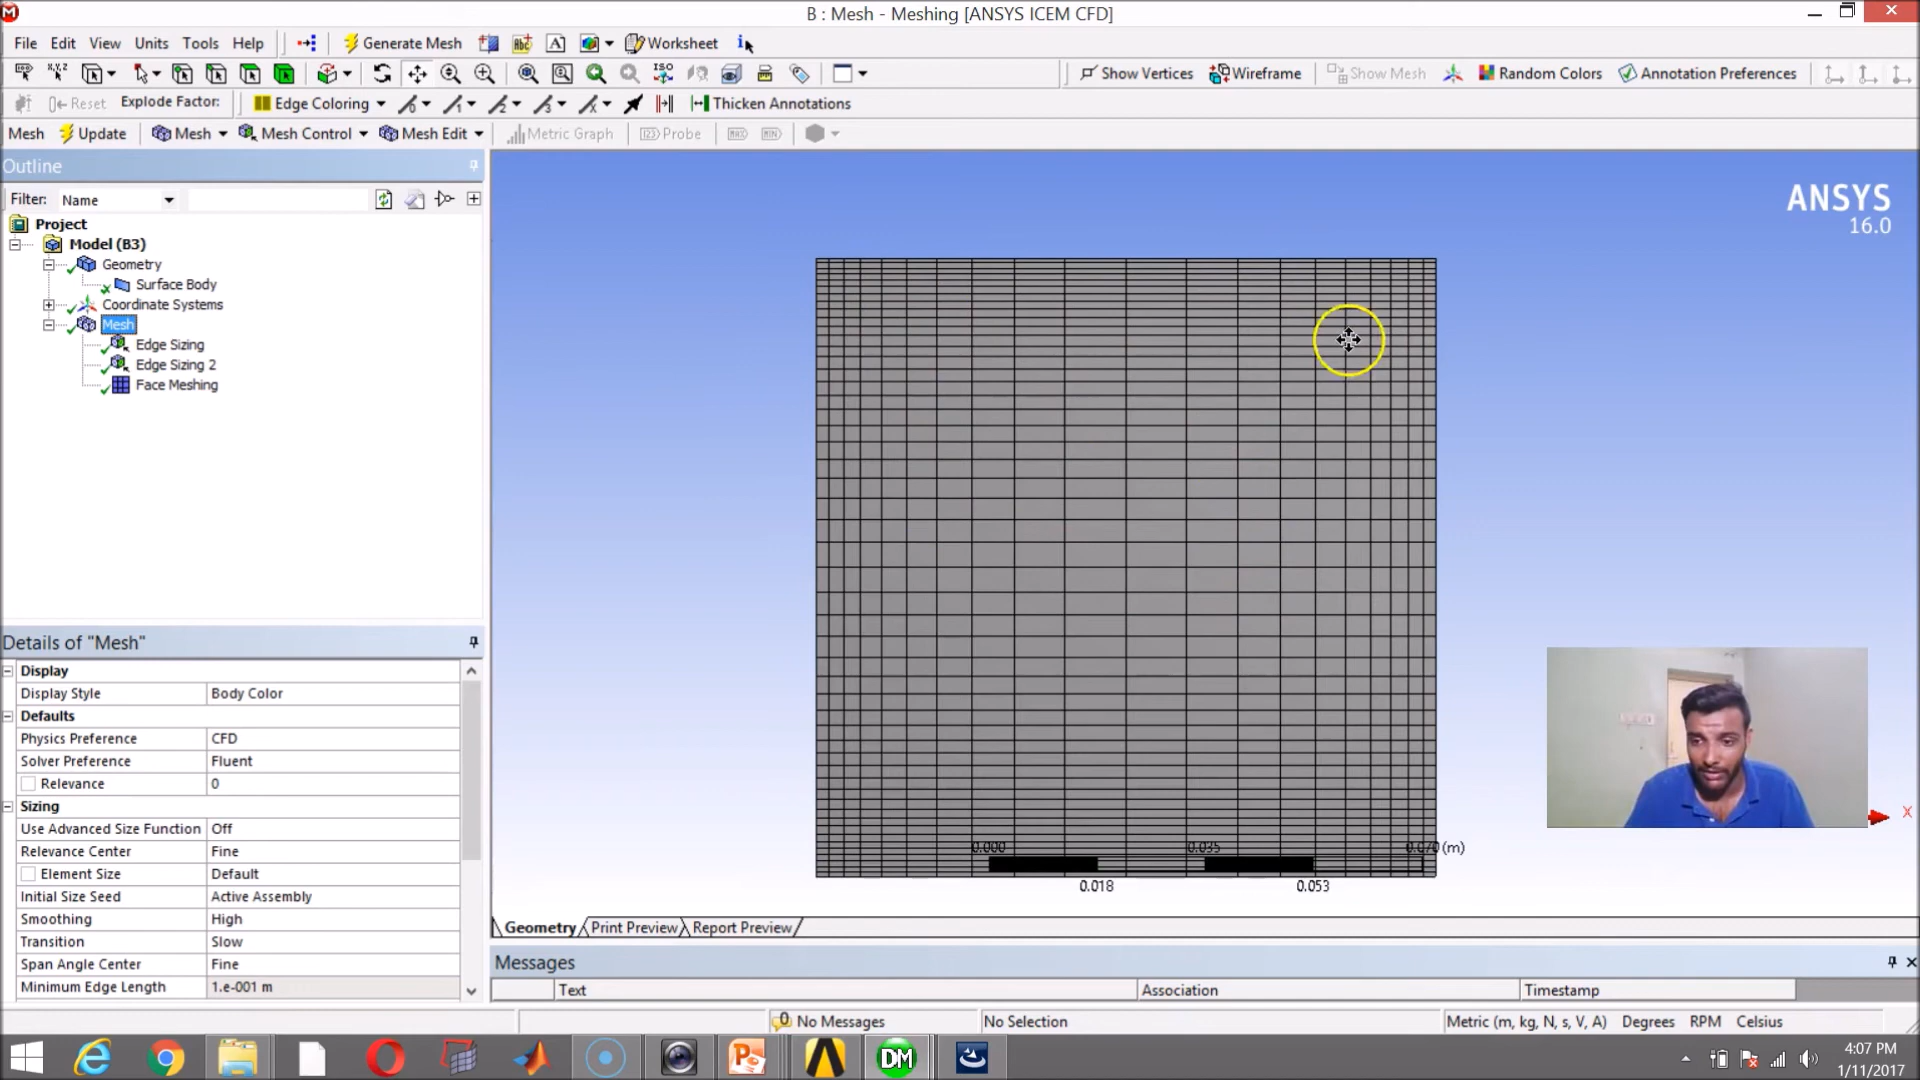 B : Mesh - Meshing [ANSYS ICEM CFD]
File Edit View Units Tools Help Generate Mesh Worksheet
Show Vertices Wireframe Show Mesh Random Colors Annotation Preferences
Reset Explode Factor: Edge Coloring Thicken Annotations
Mesh Update Mesh Mesh Control Mesh Edit Metric Graph Probe MAX MIN
Outline
Filter: Name
Project
Model (B3)
Geometry
Surface Body
Coordinate Systems
Mesh
Edge Sizing
Edge Sizing 2
Face Meshing
ANSYS
16.0
0.000 0.035 0.070 (m)
0.018 0.053
X
Details of "Mesh"
Display
Display Style Body Color
Defaults
Physics Preference CFD
Solver Preference Fluent
Relevance 0
Sizing
Use Advanced Size Function Off
Relevance Center Fine
Element Size Default
Initial Size Seed Active Assembly
Smoothing High
Transition Slow
Span Angle Center Fine
Minimum Edge Length 1.e-001 m
Geometry Print Preview Report Preview
Messages
Text Association Timestamp
0 No Messages No Selection Metric (m, kg, N, s, V, A) Degrees RPM Celsius
DM
4:07 PM
1/11/2017